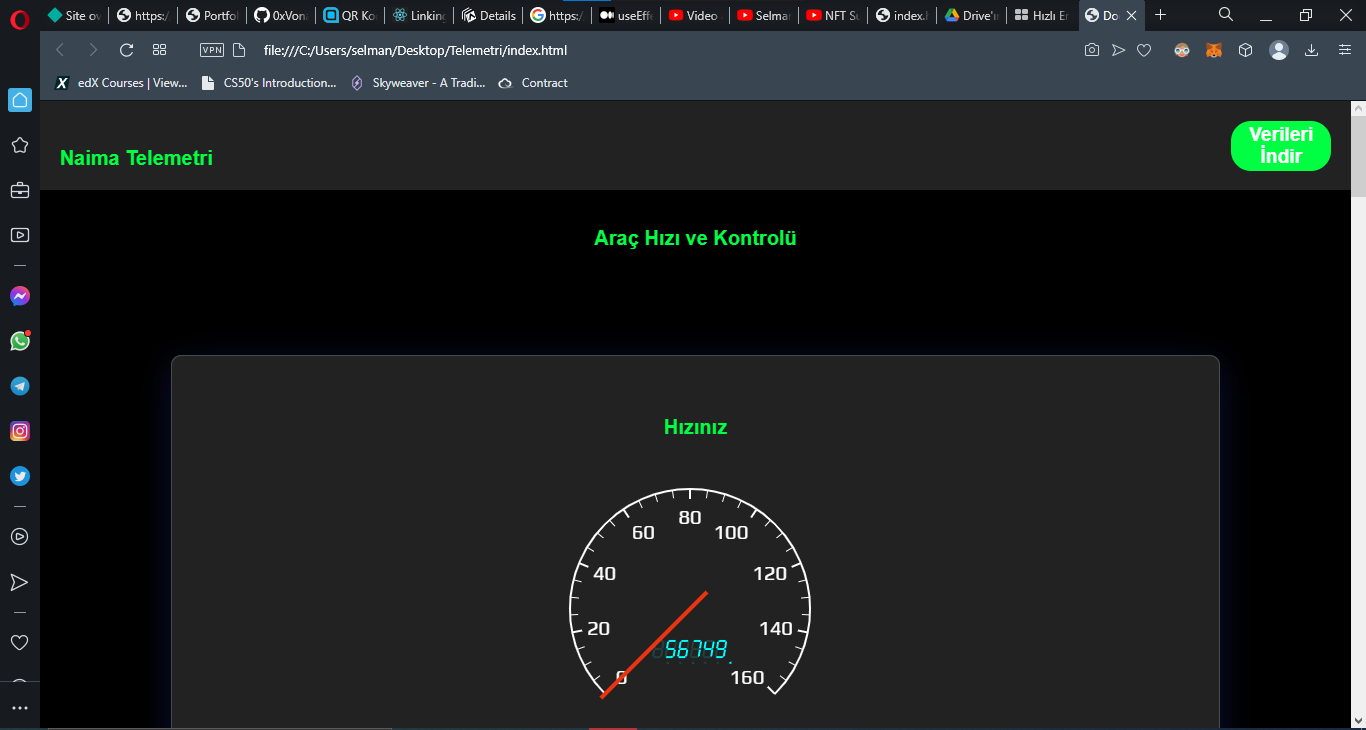 Site ov
https:/
Portfol
0xVon
QR Ko
Linking
Details
https:/
useEffe
Video
Selmar
NFT Su
index.h
Drive'ın
Hızlı Er
Do
VPN
file:///C:/Users/selman/Desktop/Telemetri/index.html
edX Courses | View...
CS50's Introduction...
Skyweaver - A Tradi...
Contract
Naima Telemetri
Verileri
İndir
Araç Hızı ve Kontrolü
Hızınız
80
60
100
40
120
20
140
56749
0
160